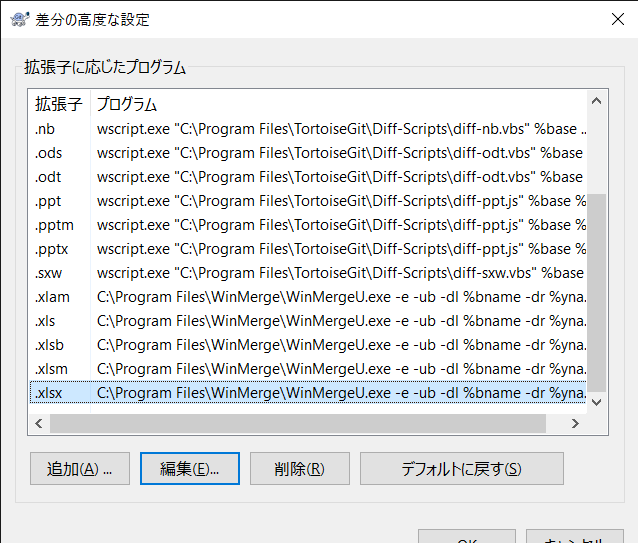 差分の高度な設定
拡張子に応じたプログラム
拡張子 プログラム
.nb wscript.exe "C:\Program Files\TortoiseGit\Diff-Scripts\diff-nb.vbs" %base ...
.ods wscript.exe "C:\Program Files\TortoiseGit\Diff-Scripts\diff-odt.vbs" %base
.odt wscript.exe "C:\Program Files\TortoiseGit\Diff-Scripts\diff-odt.vbs" %base
.ppt wscript.exe "C:\Program Files\TortoiseGit\Diff-Scripts\diff-ppt.js" %base %
.pptm wscript.exe "C:\Program Files\TortoiseGit\Diff-Scripts\diff-ppt.js" %base %
.pptx wscript.exe "C:\Program Files\TortoiseGit\Diff-Scripts\diff-ppt.js" %base %
.sxw wscript.exe "C:\Program Files\TortoiseGit\Diff-Scripts\diff-sxw.vbs" %base
.xlam C:\Program Files\WinMerge\WinMergeU.exe -e -ub -dl %bname -dr %yna...
.xls C:\Program Files\WinMerge\WinMergeU.exe -e -ub -dl %bname -dr %yna...
.xlsb C:\Program Files\WinMerge\WinMergeU.exe -e -ub -dl %bname -dr %yna...
.xlsm C:\Program Files\WinMerge\WinMergeU.exe -e -ub -dl %bname -dr %yna...
.xlsx C:\Program Files\WinMerge\WinMergeU.exe -e -ub -dl %bname -dr %yna...
追加(A) ... 編集(E)... 削除(R) デフォルトに戻す(S)
OK キャンセル